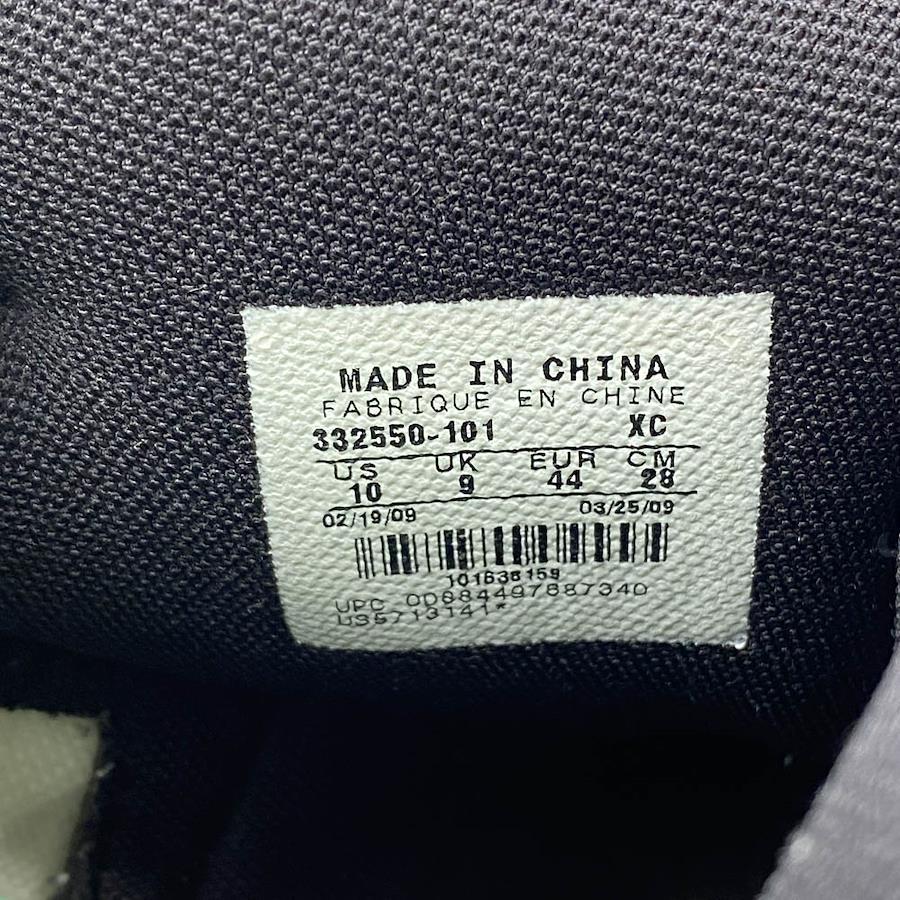 MADE IN CHINA
FABRIQUE EN CHINE
332550-101 XC
US UK EUR CM
10 9 44 28
02/19/09 03/25/09
101638159
UPC 00884497887340
US5713141*